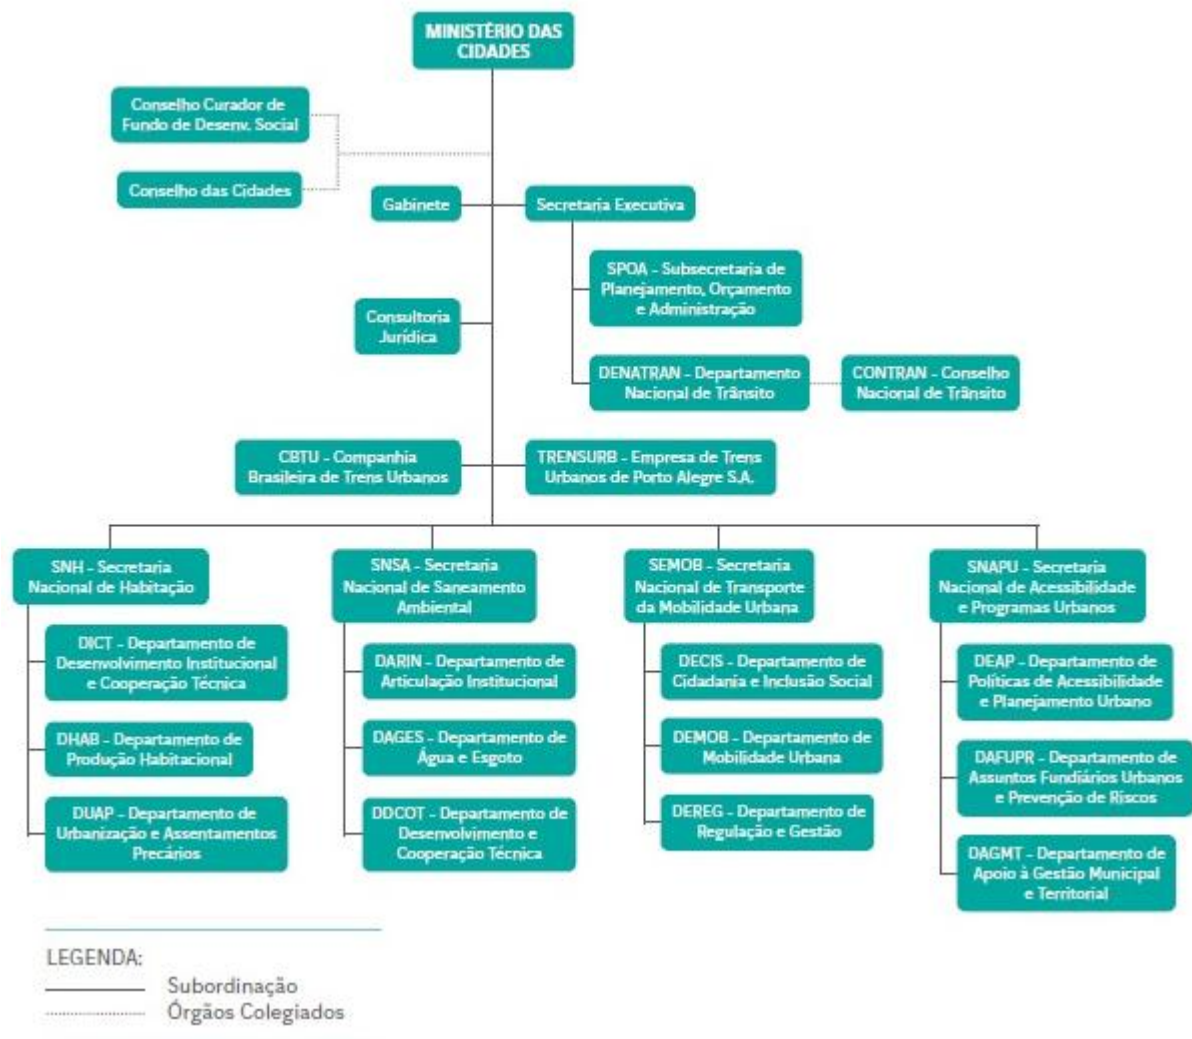 MINISTÉRIO DAS
CIDADES
Conselho Curador de
Fundo de Desenv. Social
Conselho das Cidades
Gabinete
Secretaria Executiva
SPOA - Subsecretaria de
Planejamento, Orçamento
e Administração
Consultoria
Jurídica
DENATRAN - Departamento
Nacional de Trânsito
CONTRAN - Conselho
Nacional de Trânsito
CBTU - Companhia
Brasileira de Trens Urbanos
TRENSURB - Empresa de Trens
Urbanos de Porto Alegre S.A.
SNH - Secretaria
Nacional de Habitação
DICT - Departamento de
Desenvolvimento Institucional
e Cooperação Técnica
DHAB - Departamento de
Produção Habitacional
DUAP - Departamento de
Urbanização e Assentamentos
Precários
SNSA - Secretaria
Nacional de Saneamento
Ambiental
DARIN - Departamento de
Articulação Institucional
DAGES - Departamento de
Água e Esgoto
DDCOT - Departamento de
Desenvolvimento e
Cooperação Técnica
SEMOB - Secretaria
Nacional de Transporte
da Mobilidade Urbana
DECIS - Departamento de
Cidadania e Inclusão Social
DEMOB - Departamento de
Mobilidade Urbana
DEREG - Departamento de
Regulação e Gestão
SNAPU - Secretaria
Nacional de Acessibilidade
e Programas Urbanos
DEAP - Departamento de
Políticas de Acessibilidade
e Planejamento Urbano
DAFUPR - Departamento de
Assuntos Fundiários Urbanos
e Prevenção de Riscos
DAGMT - Departamento de
Apoio à Gestão Municipal
e Territorial
LEGENDA:
Subordinação
Órgãos Colegiados